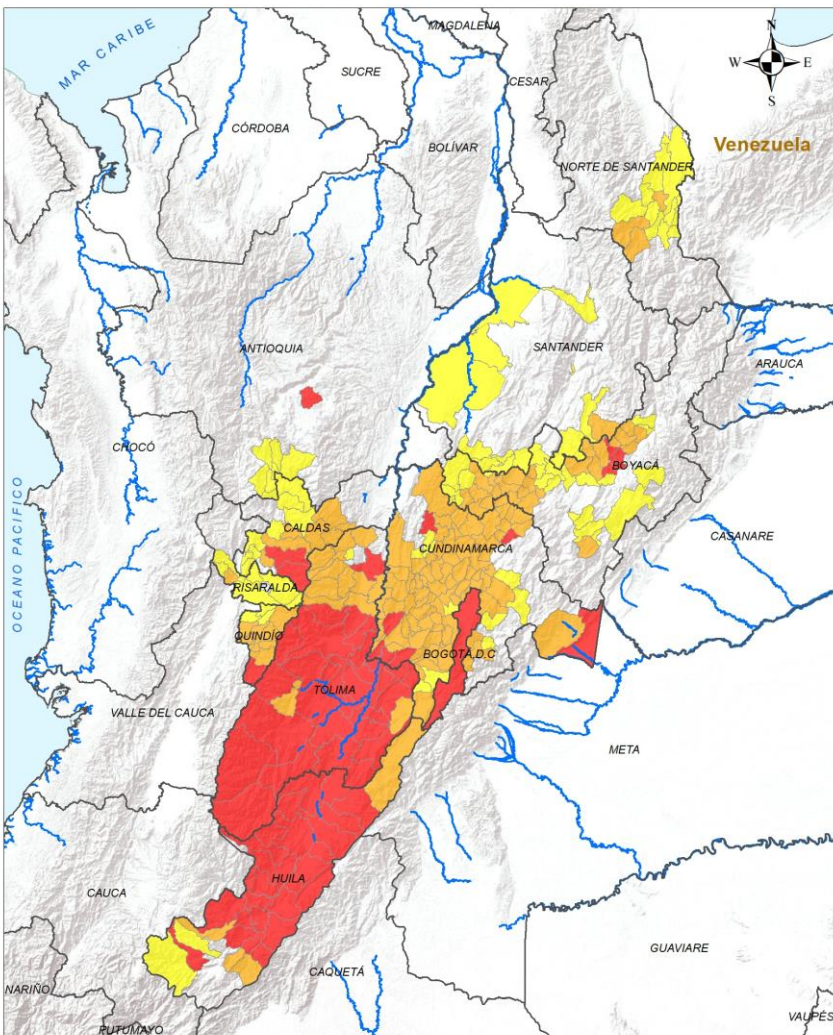 MAGDALENA
N
MAR CARIBE
SUCRE
CESAR
W
E
S
CÓRDOBA
BOLÍVAR
Venezuela
NORTE DE SANTANDER
ANTIOQUIA
SANTANDER
ARAUCA
CHOCÓ
BOYACÁ
OCEANO PACIFICO
CALDAS
CUNDINAMARCA
CASANARE
RISARALDA
QUINDÍO
BOGOTÁ D.C
TOLIMA
VALLE DEL CAUCA
META
HUILA
CAUCA
GUAVIARE
CAQUETÁ
NARIÑO
PUTUMAYO
VAUPÉS